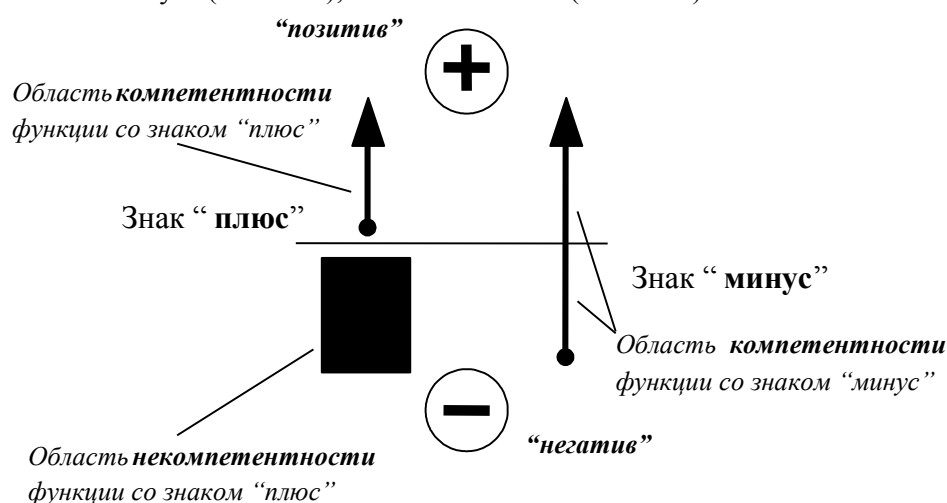 “позитив”
+
Область компетентности
функции со знаком “плюс”
Знак “ плюс”
Знак “ минус”
Область компетентности
функции со знаком “минус”
–
“негатив”
Область некомпетентности
функции со знаком “плюс”